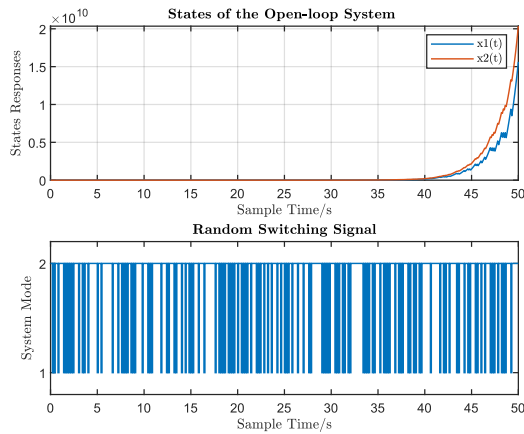 States of the Open-loop System
×10^10
2
1.5
1
0.5
0
States Responses
x1(t)
x2(t)
0 5 10 15 20 25 30 35 40 45 50
Sample Time/s
Random Switching Signal
2
1
System Mode
0 5 10 15 20 25 30 35 40 45 50
Sample Time/s